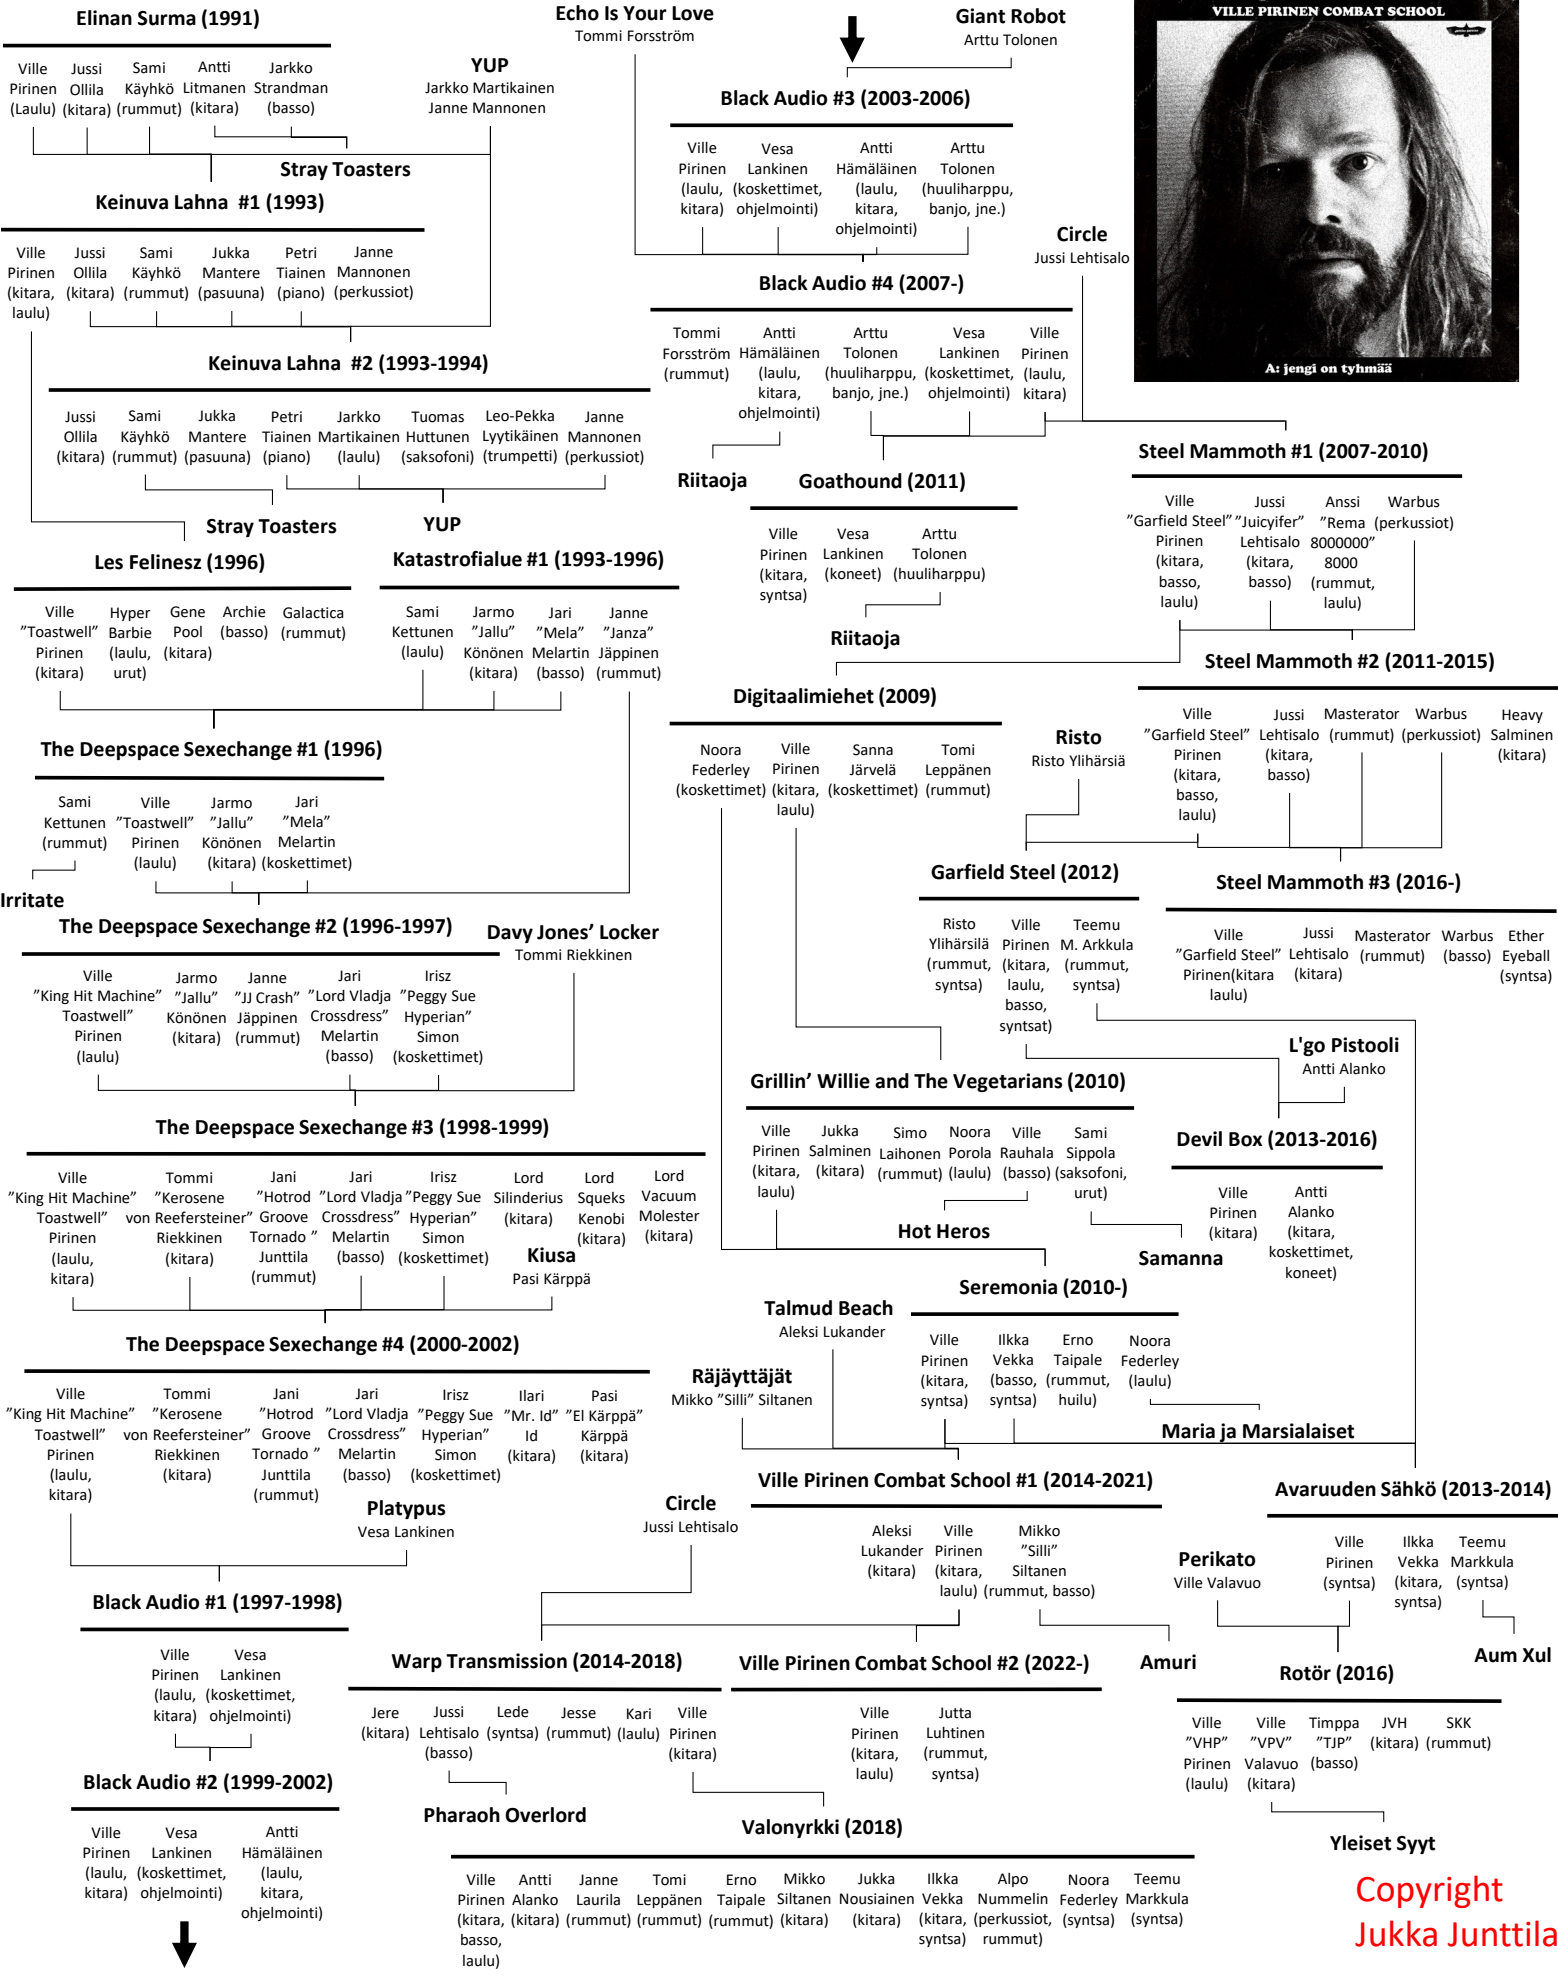 Elinan Surma (1991)
Ville
Pirinen
(Laulu)
Jussi
Ollila
(kitara)
Sami
Käyhkö
(rummut)
Antti
Litmanen
(kitara)
Jarkko
Strandman
(basso)
YUP
Jarkko Martikainen
Janne Mannonen
Stray Toasters
Keinuva Lahna #1 (1993)
Ville
Pirinen
(kitara,
laulu)
Jussi
Ollila
(kitara)
Sami
Käyhkö
(rummut)
Jukka
Mantere
(pasuuna)
Petri
Tiainen
(piano)
Janne
Mannonen
(perkussiot)
Keinuva Lahna #2 (1993-1994)
Jussi
Ollila
(kitara)
Sami
Käyhkö
(rummut)
Jukka
Mantere
(pasuuna)
Petri
Tiainen
(piano)
Jarkko
Martikainen
(laulu)
Tuomas
Huttunen
(saksofoni)
Leo-Pekka
Lyytikäinen
(trumpetti)
Janne
Mannonen
(perkussiot)
Stray Toasters
YUP
Les Felinesz (1996)
Ville
"Toastwell"
Pirinen
(kitara)
Hyper
Barbie
(laulu,
urut)
Gene
Pool
(kitara)
Archie
(basso)
Galactica
(rummut)
Katastrofialue #1 (1993-1996)
Sami
Kettunen
(laulu)
Jarmo
"Jallu"
Könönen
(kitara)
Jari
"Mela"
Melartin
(basso)
Janne
"Janza"
Jäppinen
(rummut)
The Deepspace Sexechange #1 (1996)
Sami
Kettunen
(rummut)
Ville
"Toastwell"
Pirinen
(laulu)
Jarmo
"Jallu"
Könönen
(kitara)
Jari
"Mela"
Melartin
(koskettimet)
Irritate
The Deepspace Sexechange #2 (1996-1997)
Davy Jones' Locker
Tommi Riekkinen
Ville
"King Hit Machine"
Toastwell"
Pirinen
(laulu)
Jarmo
"Jallu"
Könönen
(kitara)
Janne
"JJ Crash"
Jäppinen
(rummut)
Jari
"Lord Vladja
Crossdress"
Melartin
(basso)
Irisz
"Peggy Sue
Hyperian"
Simon
(koskettimet)
The Deepspace Sexechange #3 (1998-1999)
Ville
"King Hit Machine"
Toastwell"
Pirinen
(laulu,
kitara)
Tommi
"Kerosene
von Reefersteiner"
Riekkinen
(kitara)
Jani
"Hotrod
Groove
Tornado "
Junttila
(rummut)
Jari
"Lord Vladja
Crossdress"
Melartin
(basso)
Irisz
"Peggy Sue
Hyperian"
Simon
(koskettimet)
Lord
Silinderius
(kitara)
Lord
Squeks
Kenobi
(kitara)
Lord
Vacuum
Molester
(kitara)
Kiusa
Pasi Kärppä
The Deepspace Sexechange #4 (2000-2002)
Ville
"King Hit Machine"
Toastwell"
Pirinen
(laulu,
kitara)
Tommi
"Kerosene
von Reefersteiner"
Riekkinen
(kitara)
Jani
"Hotrod
Groove
Tornado "
Junttila
(rummut)
Jari
"Lord Vladja
Crossdress"
Melartin
(basso)
Irisz
"Peggy Sue
Hyperian"
Simon
(koskettimet)
Ilari
"Mr. Id"
Id
(kitara)
Pasi
"El Kärppä"
Kärppä
(kitara)
Platypus
Vesa Lankinen
Black Audio #1 (1997-1998)
Ville
Pirinen
(laulu,
kitara)
Vesa
Lankinen
(koskettimet,
ohjelmointi)
Black Audio #2 (1999-2002)
Ville
Pirinen
(laulu,
kitara)
Vesa
Lankinen
(koskettimet,
ohjelmointi)
Antti
Hämäläinen
(laulu,
kitara,
ohjelmointi)
Echo Is Your Love
Tommi Forsström
Giant Robot
Arttu Tolonen
Black Audio #3 (2003-2006)
Ville
Pirinen
(laulu,
kitara)
Vesa
Lankinen
(koskettimet,
ohjelmointi)
Antti
Hämäläinen
(laulu,
kitara,
ohjelmointi)
Arttu
Tolonen
(huuliharppu,
banjo, jne.)
Circle
Jussi Lehtisalo
Black Audio #4 (2007-)
Tommi
Forsström
(rummut)
Antti
Hämäläinen
(laulu,
kitara,
ohjelmointi)
Arttu
Tolonen
(huuliharppu,
banjo, jne.)
Vesa
Lankinen
(koskettimet,
ohjelmointi)
Ville
Pirinen
(laulu,
kitara)
Riitaoja
Goathound (2011)
Ville
Pirinen
(kitara,
syntsa)
Vesa
Lankinen
(koneet)
Arttu
Tolonen
(huuliharppu)
Riitaoja
VILLE PIRINEN COMBAT SCHOOL
A: jengi on tyhmää
Steel Mammoth #1 (2007-2010)
Ville
"Garfield Steel"
Pirinen
(kitara,
basso,
laulu)
Jussi
"Juicyifer"
Lehtisalo
(kitara,
basso)
Anssi
"Rema
8000000"
8000
(rummut,
laulu)
Warbus
(perkussiot)
Steel Mammoth #2 (2011-2015)
Ville
"Garfield Steel"
Pirinen
(kitara,
basso,
laulu)
Jussi
Lehtisalo
(kitara,
basso)
Masterator
(rummut)
Warbus
(perkussiot)
Heavy
Salminen
(kitara)
Digitaalimiehet (2009)
Noora
Federley
(koskettimet)
Ville
Pirinen
(kitara,
laulu)
Sanna
Järvelä
(koskettimet)
Tomi
Leppänen
(rummut)
Risto
Risto Ylihärsiä
Garfield Steel (2012)
Risto
Ylihärsilä
(rummut,
syntsa)
Ville
Pirinen
(kitara,
laulu,
basso,
syntsat)
Teemu
M. Arkkula
(rummut,
syntsa)
Steel Mammoth #3 (2016-)
Ville
"Garfield Steel"
Pirinen(kitara
laulu)
Jussi
Lehtisalo
(kitara)
Masterator
(rummut)
Warbus
(basso)
Ether
Eyeball
(syntsa)
L'go Pistooli
Antti Alanko
Grillin' Willie and The Vegetarians (2010)
Ville
Pirinen
(kitara,
laulu)
Jukka
Salminen
(kitara)
Simo
Laihonen
(rummut)
Noora
Porola
(laulu)
Ville
Rauhala
(basso)
Sami
Sippola
(saksofoni,
urut)
Devil Box (2013-2016)
Ville
Pirinen
(kitara)
Antti
Alanko
(kitara,
koskettimet,
koneet)
Hot Heros
Samanna
Seremonia (2010-)
Ville
Pirinen
(kitara,
syntsa)
Ilkka
Vekka
(basso,
syntsa)
Erno
Taipale
(rummut,
huilu)
Noora
Federley
(laulu)
Talmud Beach
Aleksi Lukander
Räjäyttäjät
Mikko "Silli" Siltanen
Maria ja Marsialaiset
Ville Pirinen Combat School #1 (2014-2021)
Aleksi
Lukander
(kitara)
Ville
Pirinen
(kitara,
laulu)
Mikko
"Silli"
Siltanen
(rummut, basso)
Circle
Jussi Lehtisalo
Avaruuden Sähkö (2013-2014)
Ville
Pirinen
(syntsa)
Ilkka
Vekka
(kitara,
syntsa)
Teemu
Markkula
(syntsa)
Perikato
Ville Valavuo
Aum Xul
Warp Transmission (2014-2018)
Jere
(kitara)
Jussi
Lehtisalo
(basso)
Lede
(syntsa)
Jesse
(rummut)
Kari
(laulu)
Ville
Pirinen
(kitara)
Ville Pirinen Combat School #2 (2022-)
Ville
Pirinen
(kitara,
laulu)
Jutta
Luhtinen
(rummut,
syntsa)
Amuri
Rotör (2016)
Ville
"VHP"
Pirinen
(laulu)
Ville
"VPV"
Valavuo
(kitara)
Timppa
"TJP"
(basso)
JVH
(kitara)
SKK
(rummut)
Pharaoh Overlord
Yleiset Syyt
Valonyrkki (2018)
Ville
Pirinen
(kitara,
basso,
laulu)
Antti
Alanko
(kitara)
Janne
Laurila
(rummut)
Tomi
Leppänen
(rummut)
Erno
Taipale
(rummut)
Mikko
Siltanen
(kitara)
Jukka
Nousiainen
(kitara)
Ilkka
Vekka
(kitara,
syntsa)
Alpo
Nummelin
(perkussiot,
rummut)
Noora
Federley
(syntsa)
Teemu
Markkula
(syntsa)
Copyright
Jukka Junttila